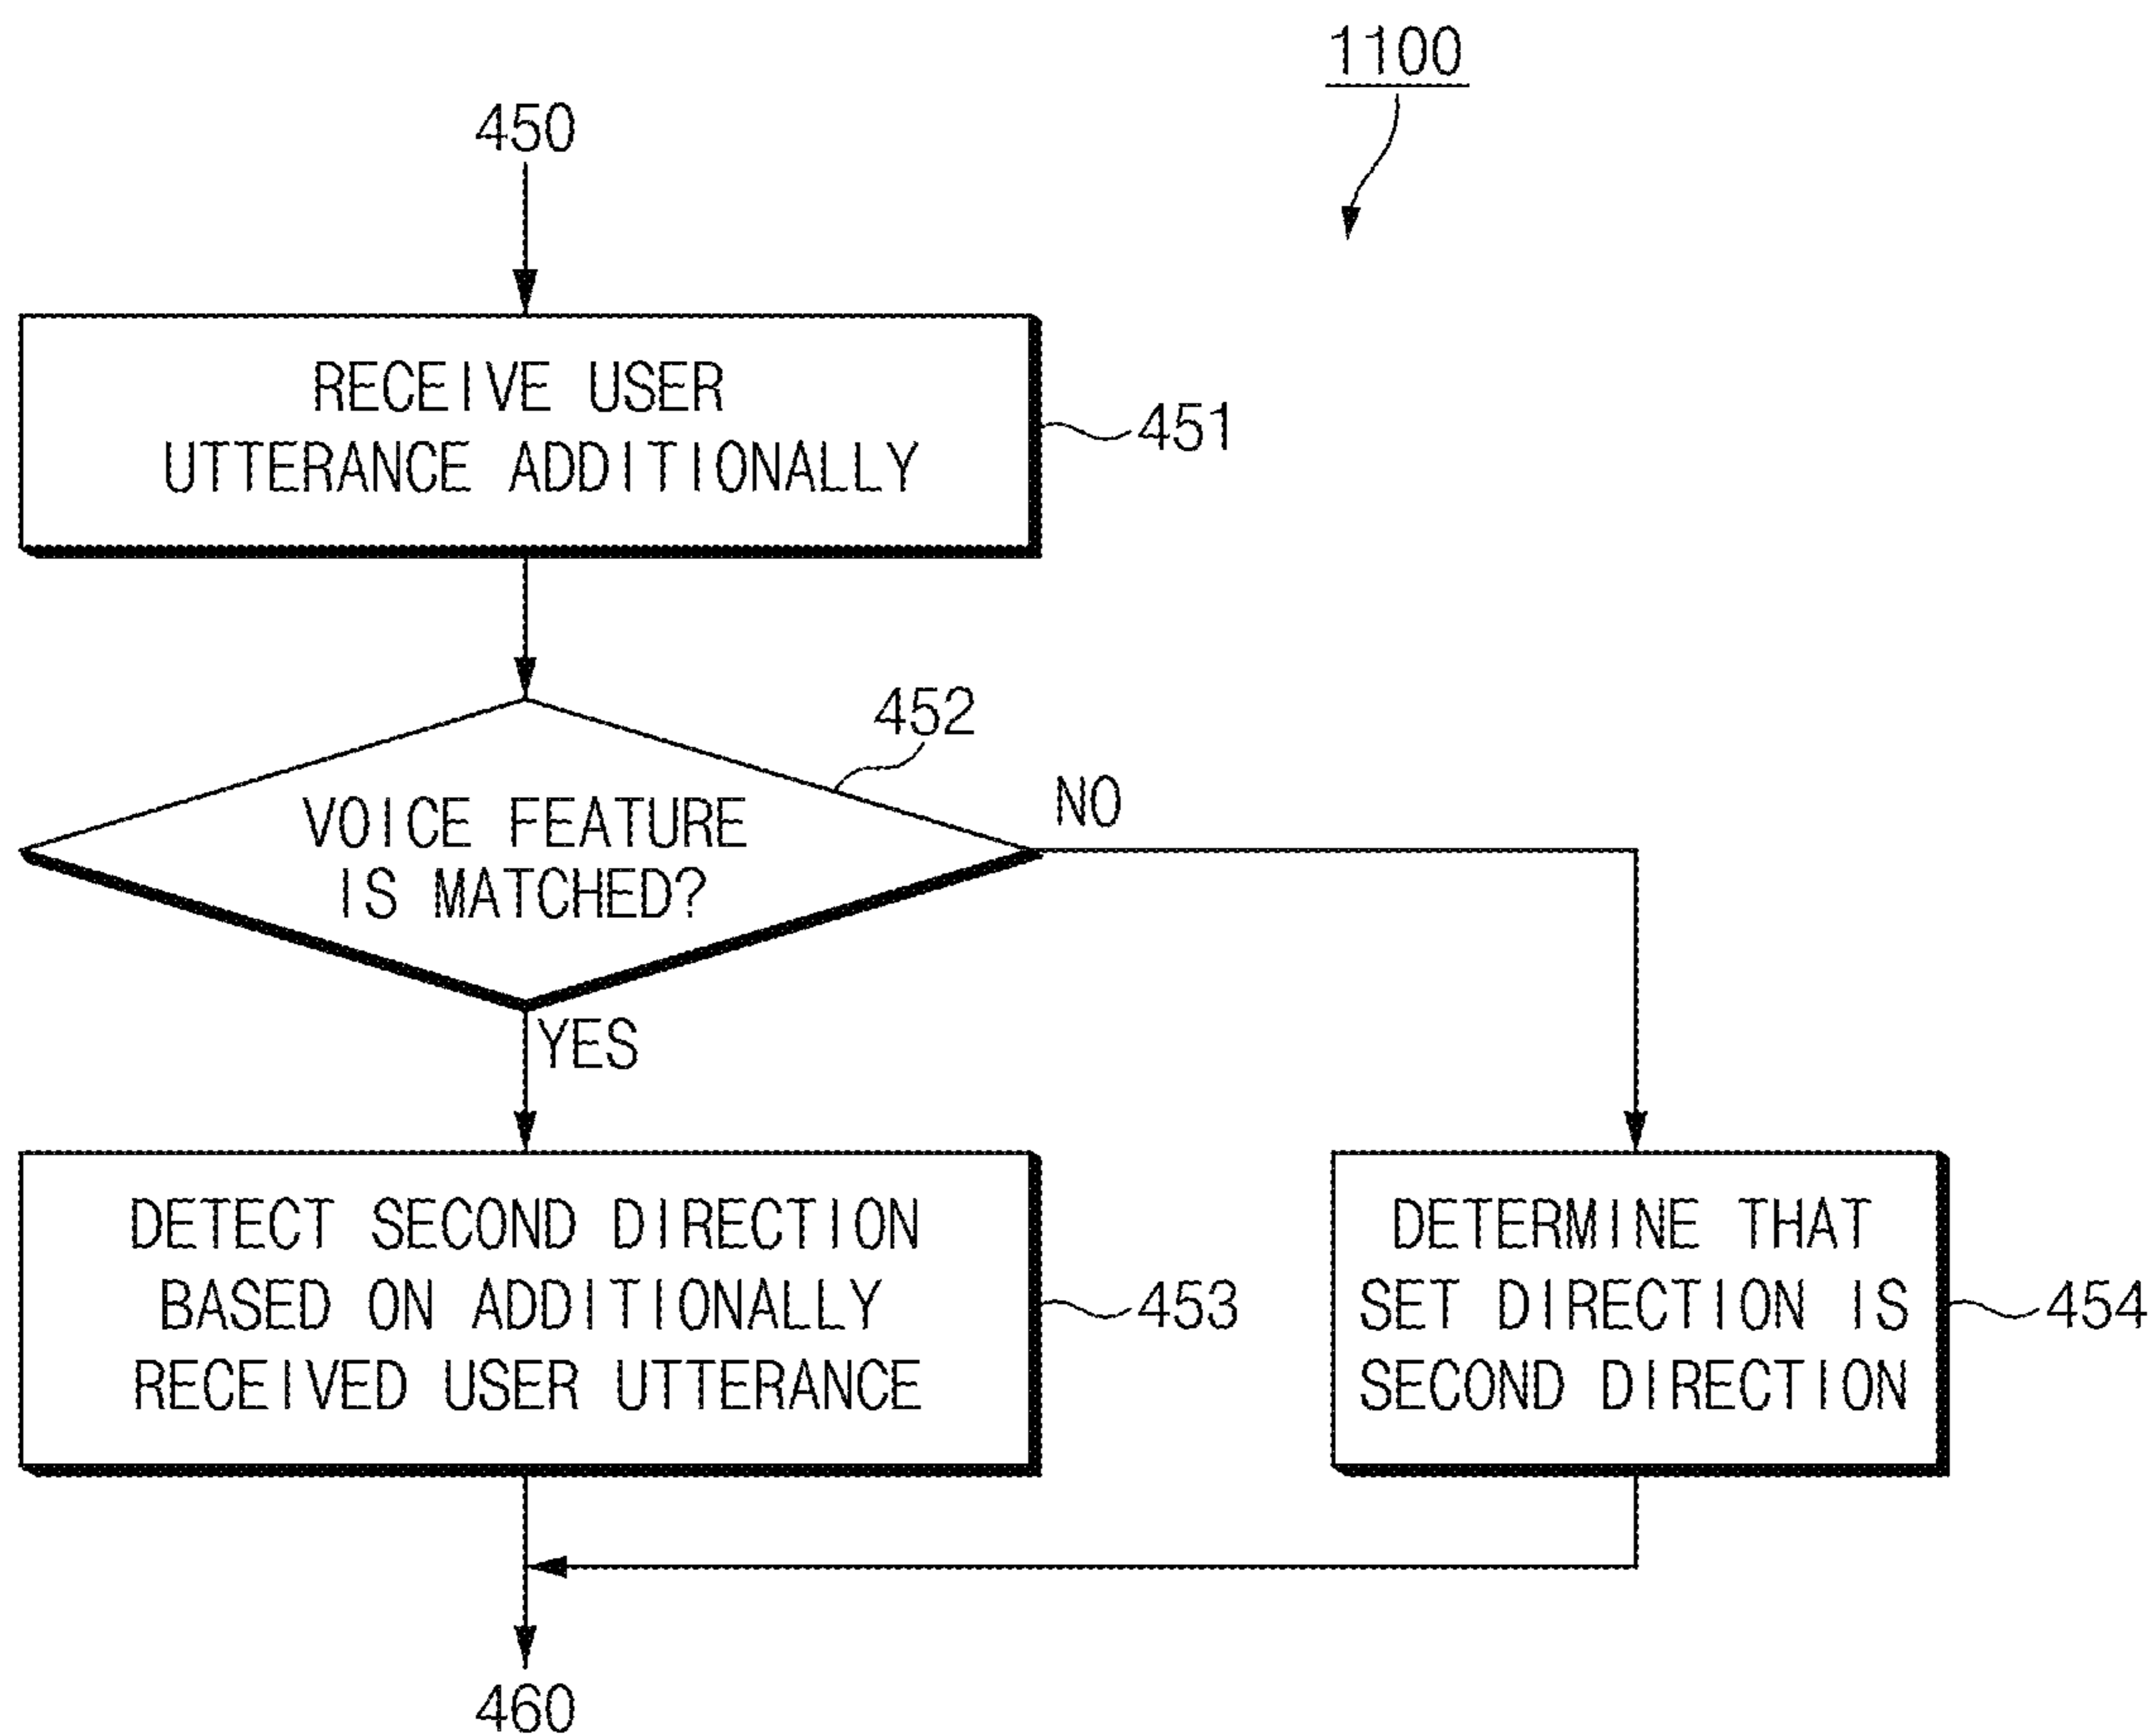 1100
450
RECEIVE USER
UTTERANCE ADDITIONALLY
451
452
VOICE FEATURE
IS MATCHED?
NO
YES
DETECT SECOND DIRECTION
BASED ON ADDITIONALLY
RECEIVED USER UTTERANCE
453
DETERMINE THAT
SET DIRECTION IS
SECOND DIRECTION
454
460